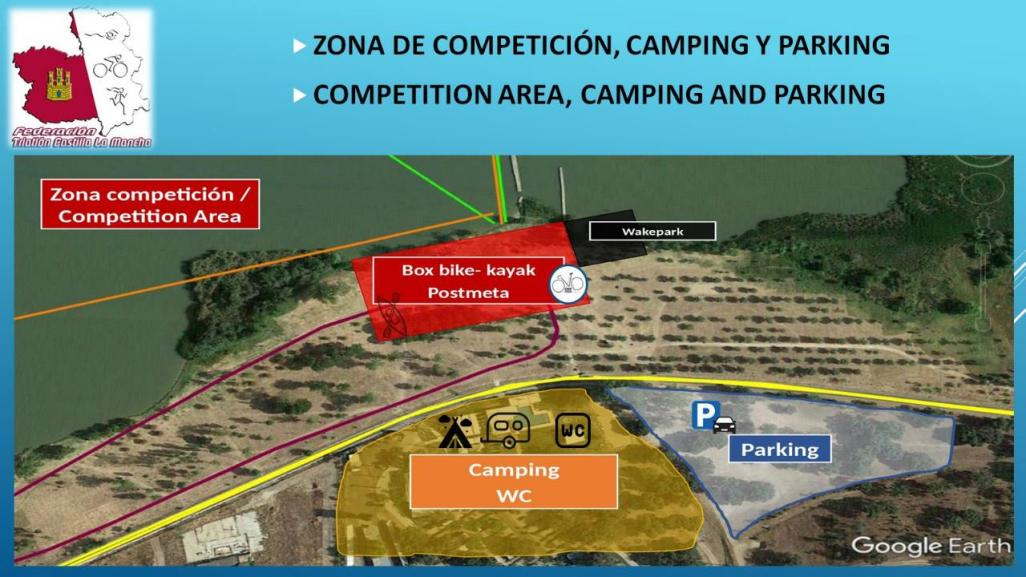 ZONA DE COMPETICIÓN, CAMPING Y PARKING
COMPETITION AREA, CAMPING AND PARKING
Federación
Triatlón Castilla La Mancha
Zona competición /
Competition Area
Wakepark
Box bike- kayak
Postmeta
WC
P
Parking
Camping
WC
Google Earth